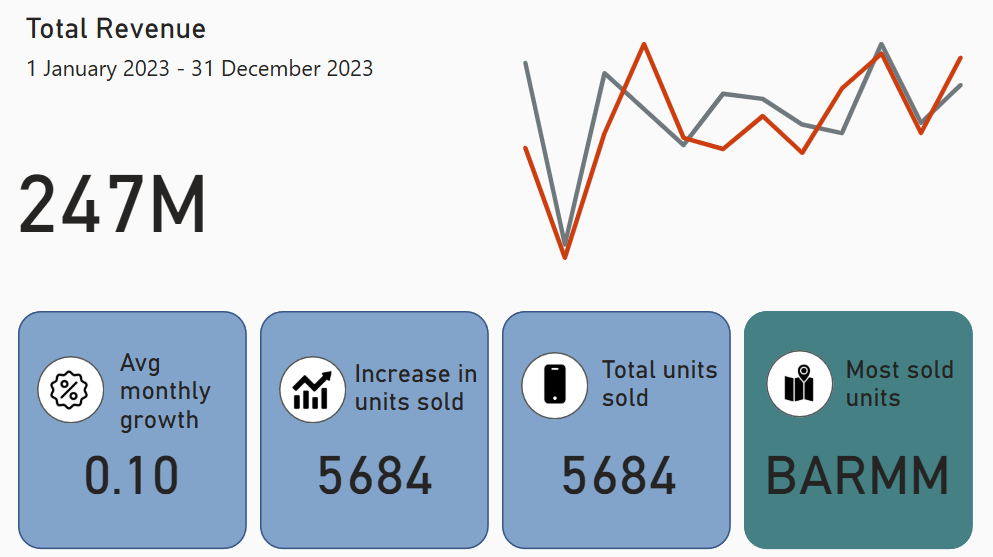 Total Revenue
1 January 2023 - 31 December 2023
247M
Avg
monthly
growth
0.10
Increase in
units sold
5684
Total units
sold
5684
Most sold
units
BARMM